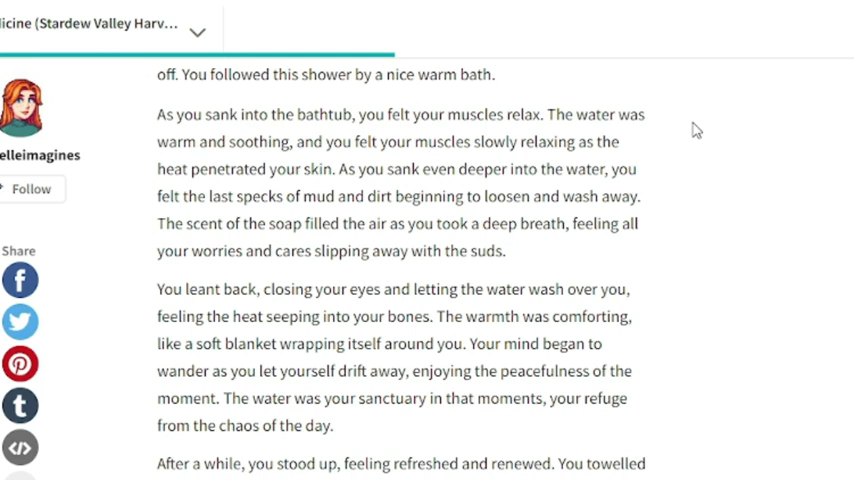 dicine (Stardew Valley Harv...
off. You followed this shower by a nice warm bath.
As you sank into the bathtub, you felt your muscles relax. The water was
warm and soothing, and you felt your muscles slowly relaxing as the
heat penetrated your skin. As you sank even deeper into the water, you
felt the last specks of mud and dirt beginning to loosen and wash away.
The scent of the soap filled the air as you took a deep breath, feeling all
your worries and cares slipping away with the suds.
elleimagines
Follow
Share
You leant back, closing your eyes and letting the water wash over you,
feeling the heat seeping into your bones. The warmth was comforting,
like a soft blanket wrapping itself around you. Your mind began to
wander as you let yourself drift away, enjoying the peacefulness of the
moment. The water was your sanctuary in that moments, your refuge
from the chaos of the day.
After a while, you stood up, feeling refreshed and renewed. You towelled